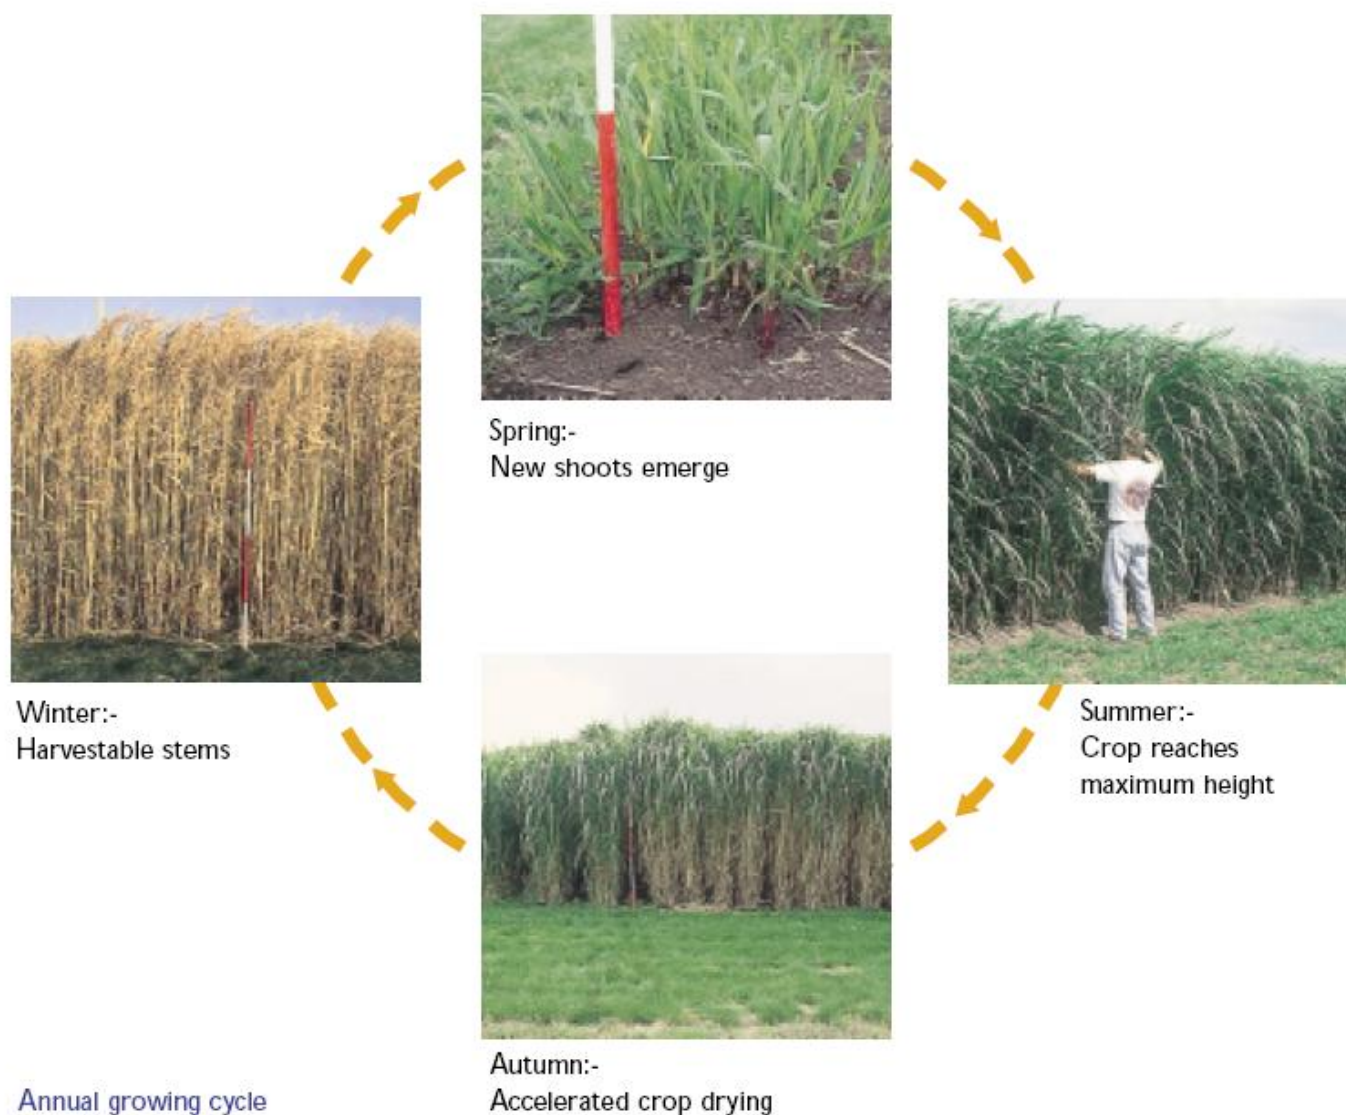 Spring:-
New shoots emerge
Summer:-
Crop reaches
maximum height
Autumn:-
Accelerated crop drying
Winter:-
Harvestable stems
Annual growing cycle